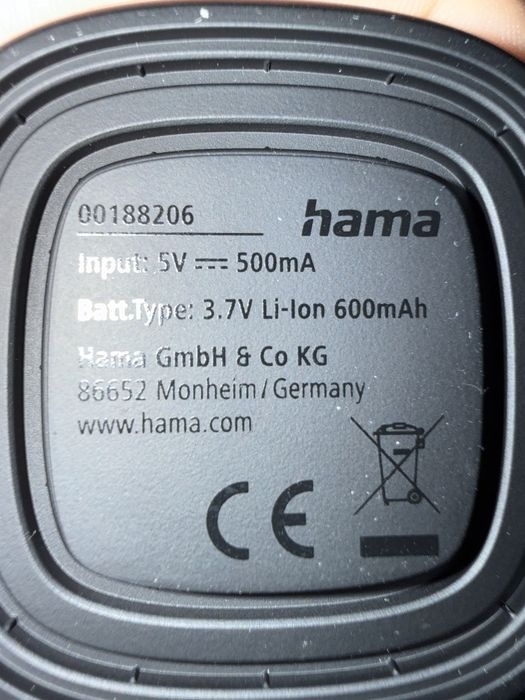 00188206
hama
Input: 5V ⎓ 500mA
Batt.Type: 3.7V Li-Ion 600mAh
Hama GmbH & Co KG
86652 Monheim/Germany
www.hama.com
CE